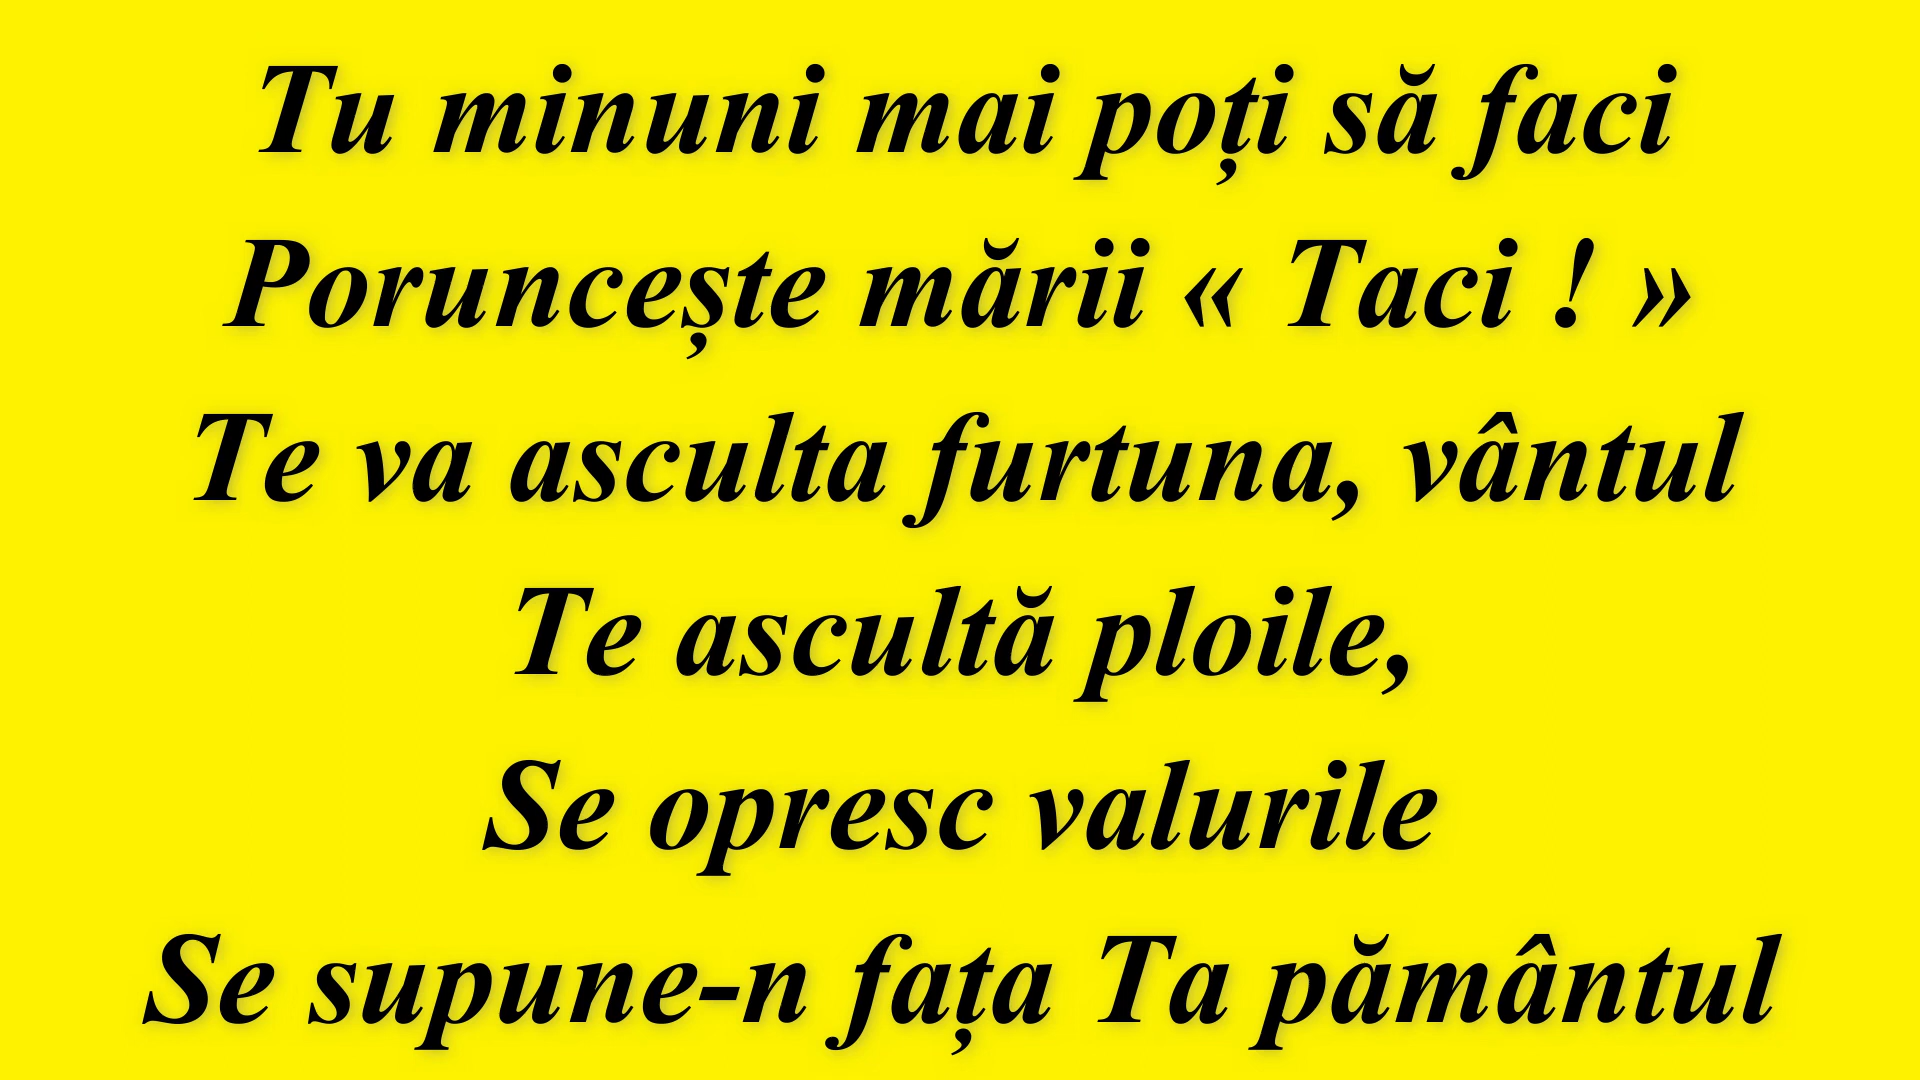 Tu minuni mai poți să faci
Poruncește mării « Taci ! »
Te va asculta furtuna, vântul
Te ascultă ploile,
Se opresc valurile
Se supune-n fața Ta pământul